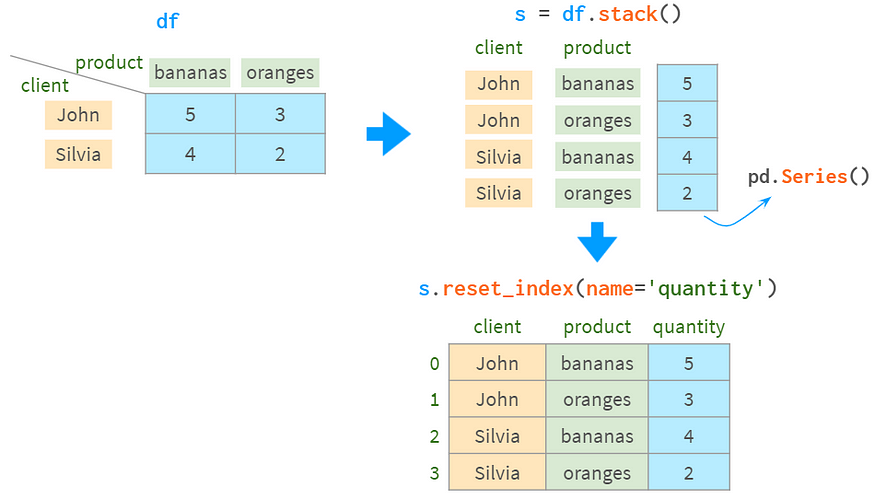 df
product
client
bananas oranges
John 5 3
Silvia 4 2
s = df.stack()
client product
John bananas 5
John oranges 3
Silvia bananas 4
Silvia oranges 2
pd.Series()
s.reset_index(name='quantity')
client product quantity
0 John bananas 5
1 John oranges 3
2 Silvia bananas 4
3 Silvia oranges 2